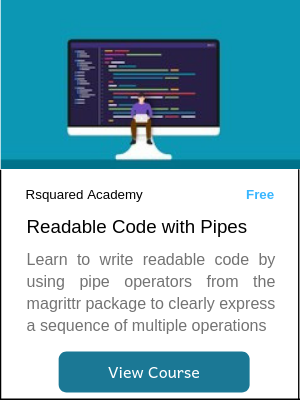 Rsquared Academy Free
Readable Code with Pipes
Learn to write readable code by
using pipe operators from the
magrittr package to clearly express
a sequence of multiple operations
View Course